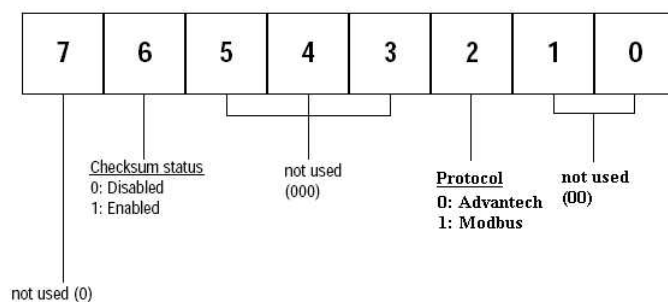 7 6 5 4 3 2 1 0
Checksum status
0: Disabled
1: Enabled
not used
(000)
Protocol
0: Advantech
1: Modbus
not used
(00)
not used (0)